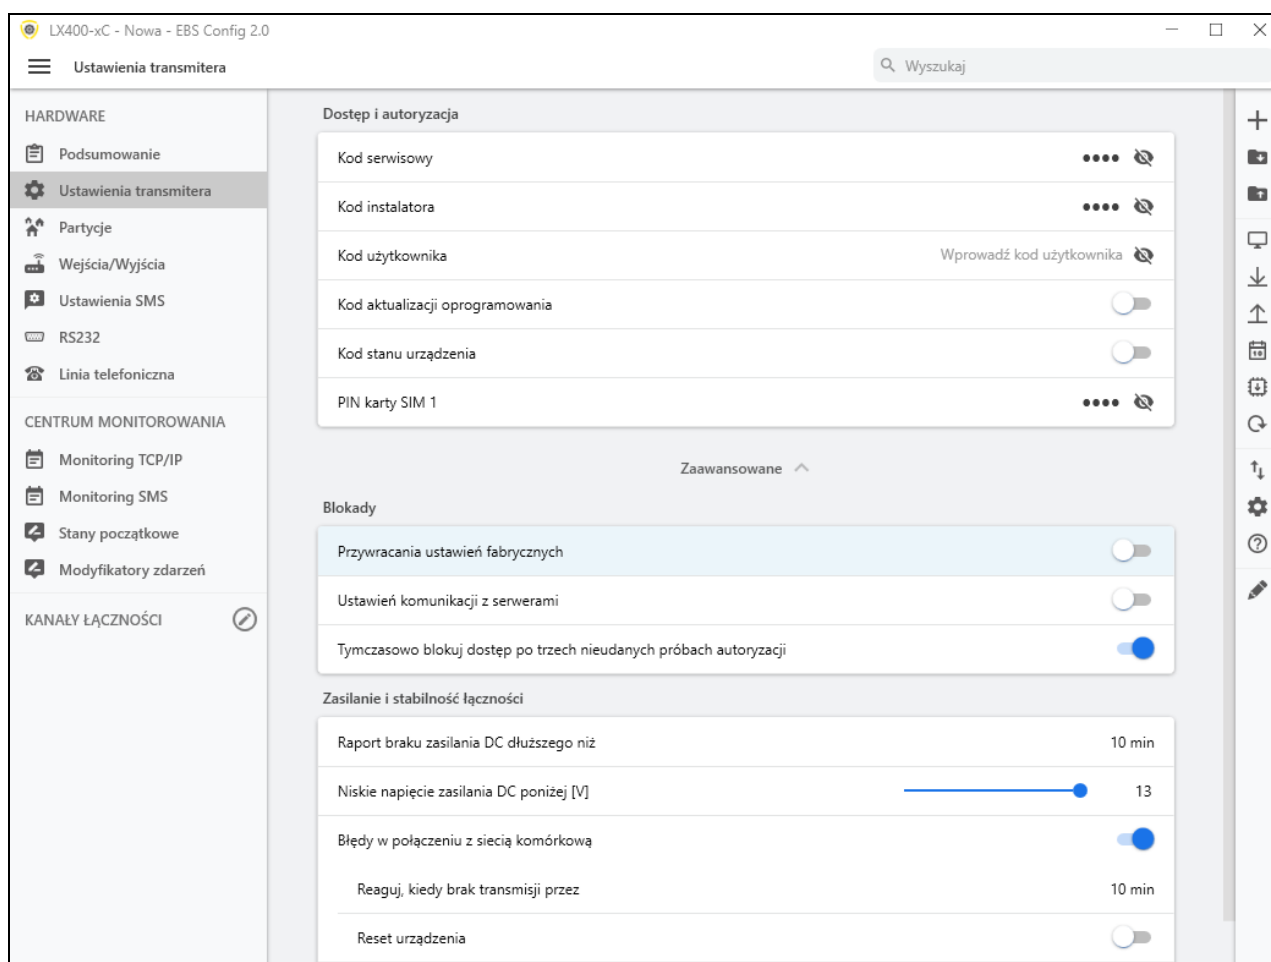 LX400-xC - Nowa - EBS Config 2.0
Ustawienia transmitera
Wyszukaj
HARDWARE
Podsumowanie
Ustawienia transmitera
Partycje
Wejścia/Wyjścia
Ustawienia SMS
RS232
Linia telefoniczna
CENTRUM MONITOROWANIA
Monitoring TCP/IP
Monitoring SMS
Stany początkowe
Modyfikatory zdarzeń
KANAŁY ŁĄCZNOŚCI
Dostęp i autoryzacja
Kod serwisowy ••••
Kod instalatora ••••
Kod użytkownika Wprowadź kod użytkownika
Kod aktualizacji oprogramowania
Kod stanu urządzenia
PIN karty SIM 1 ••••
Zaawansowane
Blokady
Przywracania ustawień fabrycznych
Ustawień komunikacji z serwerami
Tymczasowo blokuj dostęp po trzech nieudanych próbach autoryzacji
Zasilanie i stabilność łączności
Raport braku zasilania DC dłuższego niż 10 min
Niskie napięcie zasilania DC poniżej [V] 13
Błędy w połączeniu z siecią komórkową
Reaguj, kiedy brak transmisji przez 10 min
Reset urządzenia
10